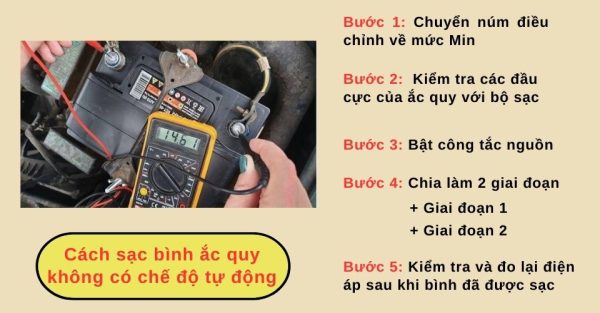 Bước 1: Chuyển núm điều
chỉnh về mức Min
Bước 2: Kiểm tra các đầu
cực của ắc quy với bộ sạc
Bước 3: Bật công tắc nguồn
Bước 4: Chia làm 2 giai đoạn
+ Giai đoạn 1
+ Giai đoạn 2
Bước 5: Kiểm tra và đo lại điện
áp sau khi bình đã được sạc
1461
Cách sạc bình ắc quy
không có chế độ tự động